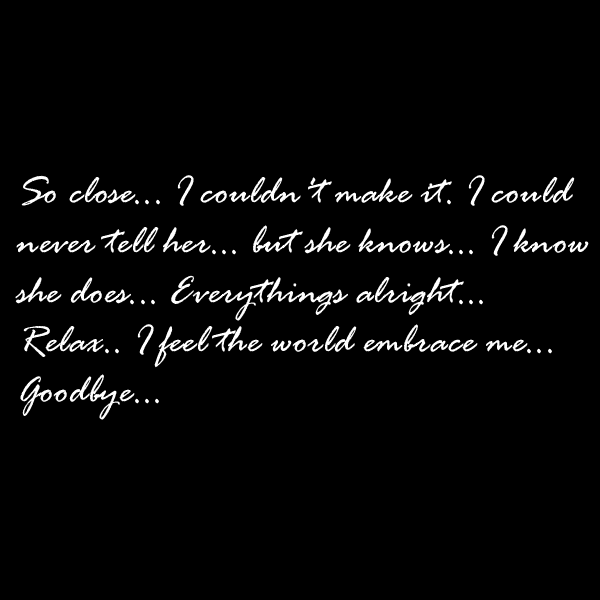 So close... I couldn't make it. I could
never tell her... but she knows... I know
she does... Everythings alright...
Relax.. I feel the world embrace me...
Goodbye...